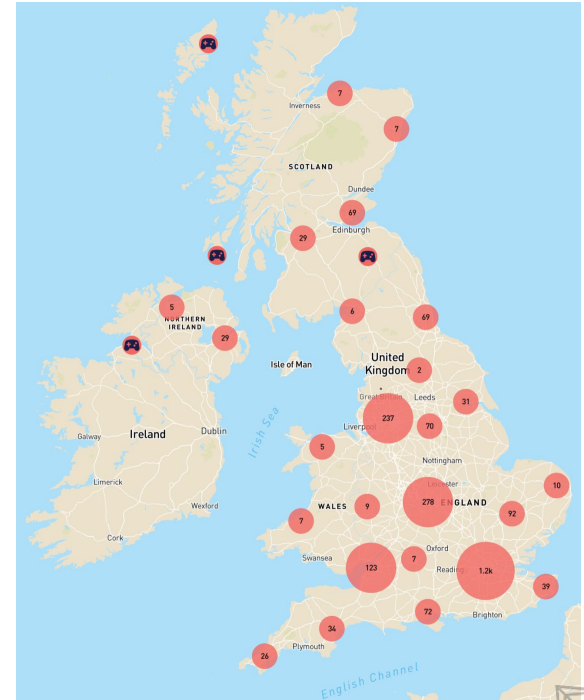 7
Inverness
7
SCOTLAND
Dundee
69
Edinburgh
29
5
NORTHERN
IRELAND
29
6
69
Isle of Man
United
Kingdom
2
Great Britain
Leeds
31
237
Liverpool
70
Irish Sea
Galway
Ireland
Dublin
5
Nottingham
Limerick
Leicester
10
Wexford
WALES
9
278
ENGLAND
92
7
Cork
Swansea
Oxford
123
7
Reading
1.2k
39
72
Brighton
34
Plymouth
26
English Channel